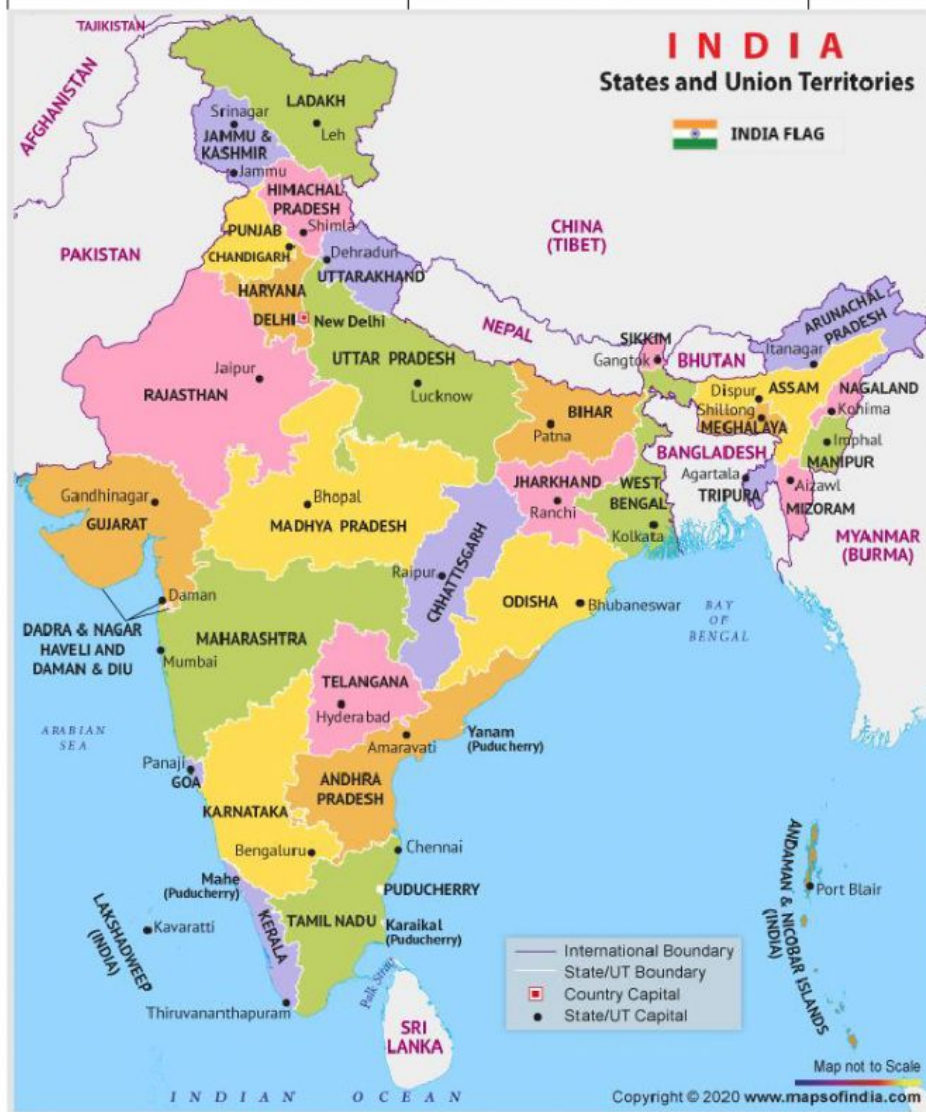 INDIA
States and Union Territories
INDIA FLAG
TAJIKISTAN
AFGHANISTAN
PAKISTAN
CHINA
(TIBET)
NEPAL
BHUTAN
BANGLADESH
MYANMAR
(BURMA)
SRI
LANKA
LADAKH
Leh
Srinagar
JAMMU &
KASHMIR
Jammu
HIMACHAL
PRADESH
Shimla
PUNJAB
CHANDIGARH
Dehradun
UTTARAKHAND
HARYANA
DELHI
New Delhi
UTTAR PRADESH
Lucknow
Jaipur
RAJASTHAN
BIHAR
Patna
SIKKIM
Gangtok
ARUNACHAL
PRADESH
Itanagar
Dispur
ASSAM
NAGALAND
Kohima
Shillong
MEGHALAYA
Imphal
MANIPUR
Agartala
TRIPURA
Aizawl
MIZORAM
Gandhinagar
GUJARAT
Bhopal
MADHYA PRADESH
JHARKHAND
Ranchi
WEST
BENGAL
Kolkata
CHHATTISGARH
Raipur
ODISHA
Bhubaneswar
BAY
OF
BENGAL
Daman
DADRA & NAGAR
HAVELI AND
DAMAN & DIU
MAHARASHTRA
Mumbai
TELANGANA
Hyderabad
ARABIAN
SEA
Amaravati
Yanam
(Puducherry)
Panaji
GOA
ANDHRA
PRADESH
KARNATAKA
Bengaluru
Chennai
Mahe
(Puducherry)
PUDUCHERRY
TAMIL NADU
Karaikal
(Puducherry)
KERALA
LAKSHADWEEP
(INDIA)
Kavaratti
Thiruvananthapuram
Palk Strait
ANDAMAN & NICOBAR ISLANDS
(INDIA)
Port Blair
International Boundary
State/UT Boundary
Country Capital
State/UT Capital
INDIAN OCEAN
Map not to Scale
Copyright © 2020 www.mapsofindia.com